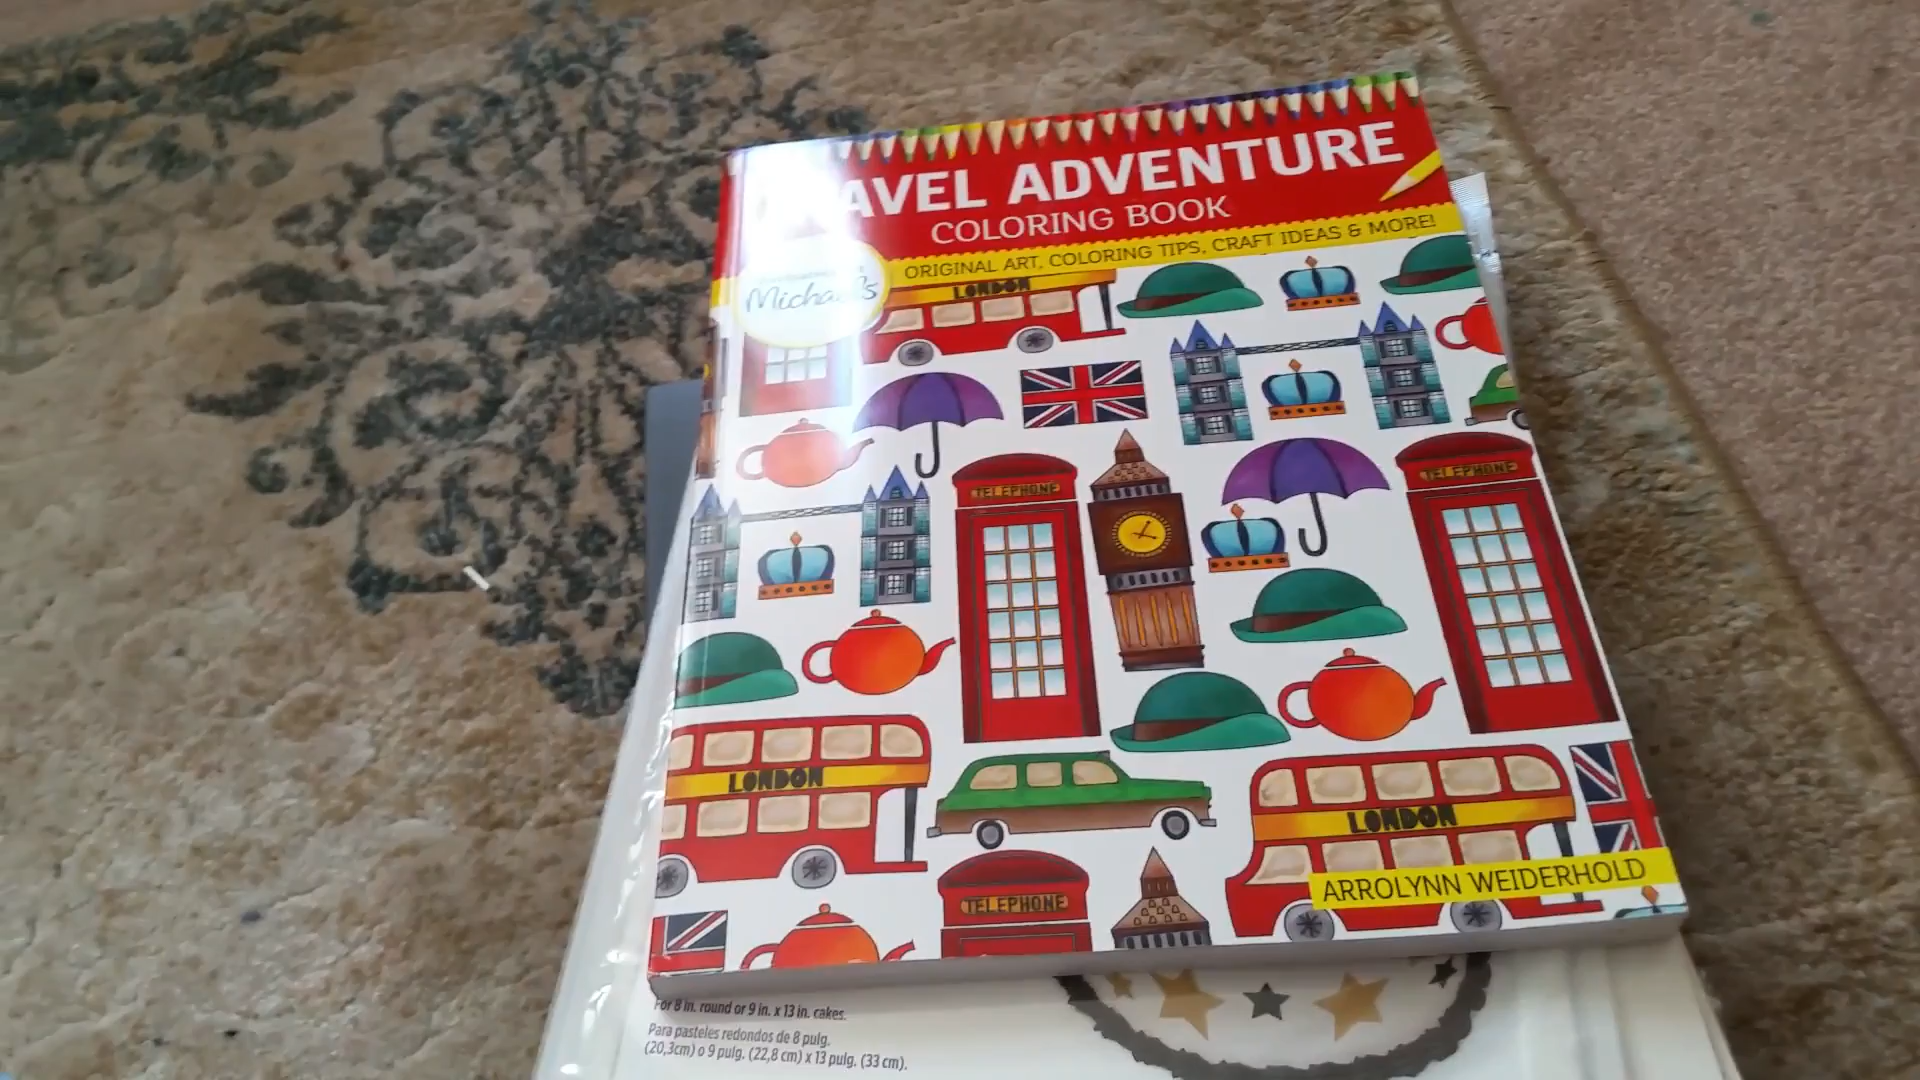 TRAVEL ADVENTURE
COLORING BOOK
ORIGINAL ART, COLORING TIPS, CRAFT IDEAS & MORE!
Michaels
LONDON
TELEPHONE
TELEPHONE
LONDON
LONDON
TELEPHONE
ARROLYNN WEIDERHOLD
For 8 in. round or 9 in. x 13 in. cakes.
Para pasteles redondos de 8 pulg.
(20,3cm) o 9 pulg. (22,8 cm) x 13 pulg. (33 cm).